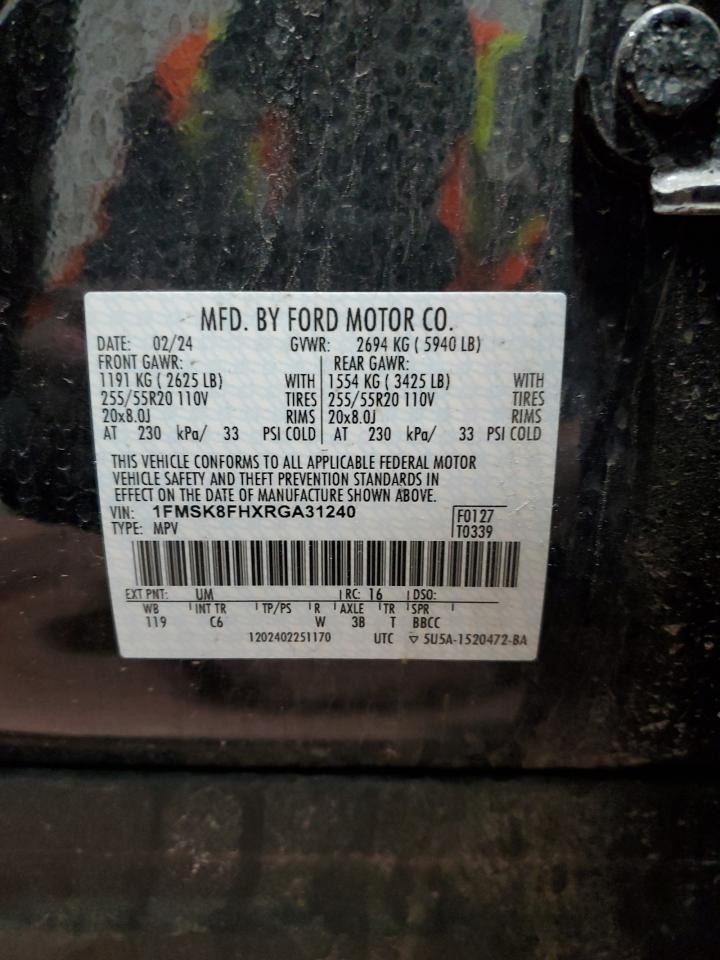 MFD. BY FORD MOTOR CO.
DATE: 02/24 GVWR: 2694 KG ( 5940 LB)
FRONT GAWR: REAR GAWR:
1191 KG ( 2625 LB) WITH 1554 KG ( 3425 LB) WITH
255/55R20 110V TIRES 255/55R20 110V TIRES
20x8.0J RIMS 20x8.0J RIMS
AT 230 kPa/ 33 PSI COLD AT 230 kPa/ 33 PSI COLD
THIS VEHICLE CONFORMS TO ALL APPLICABLE FEDERAL MOTOR
VEHICLE SAFETY AND THEFT PREVENTION STANDARDS IN
EFFECT ON THE DATE OF MANUFACTURE SHOWN ABOVE.
VIN: 1FMSK8FHXRGA31240 F0127
TYPE: MPV T0339
EXT PNT: UM RC: 16 DSO:
WB INT TR TP/PS R AXLE TR SPR
119 C6 W 3B T BBCC
1202402251170 UTC ▽ 5U5A-1520472-BA